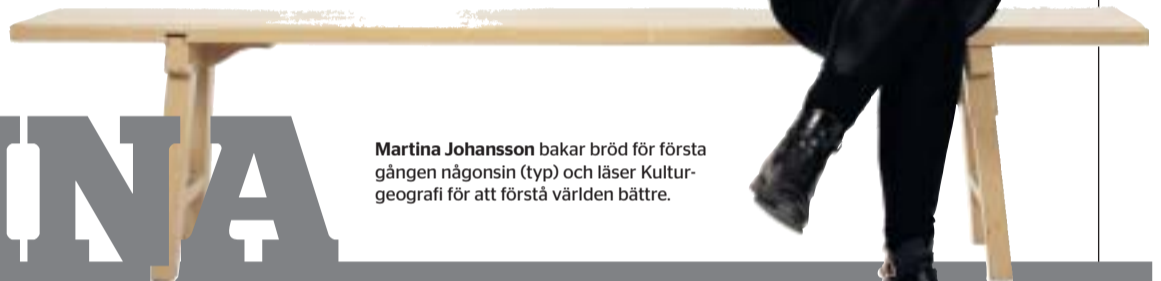 INA
Martina Johansson bakar bröd för första
gången någonsin (typ) och läser Kultur-
geografi för att förstå världen bättre.